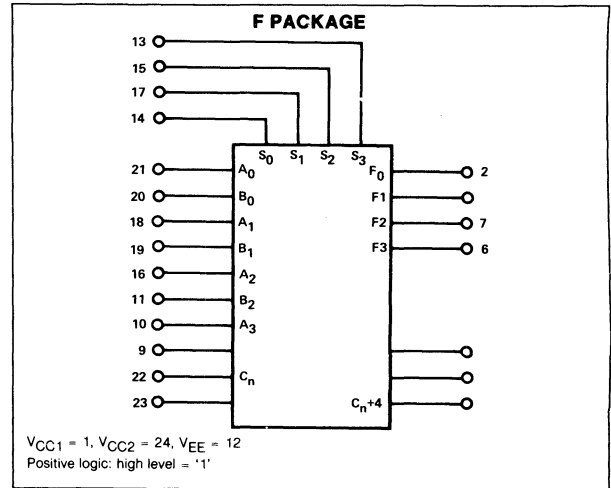 F PACKAGE
13
15
17
14
S0 S1 S2 S3
21 A0 F0 2
20 B0 F1
18 A1 F2 7
19 B1 F3 6
16 A2
11 B2
10 A3
9
22 Cn
23 Cn+4
VCC1 = 1, VCC2 = 24, VEE = 12
Positive logic: high level = '1'